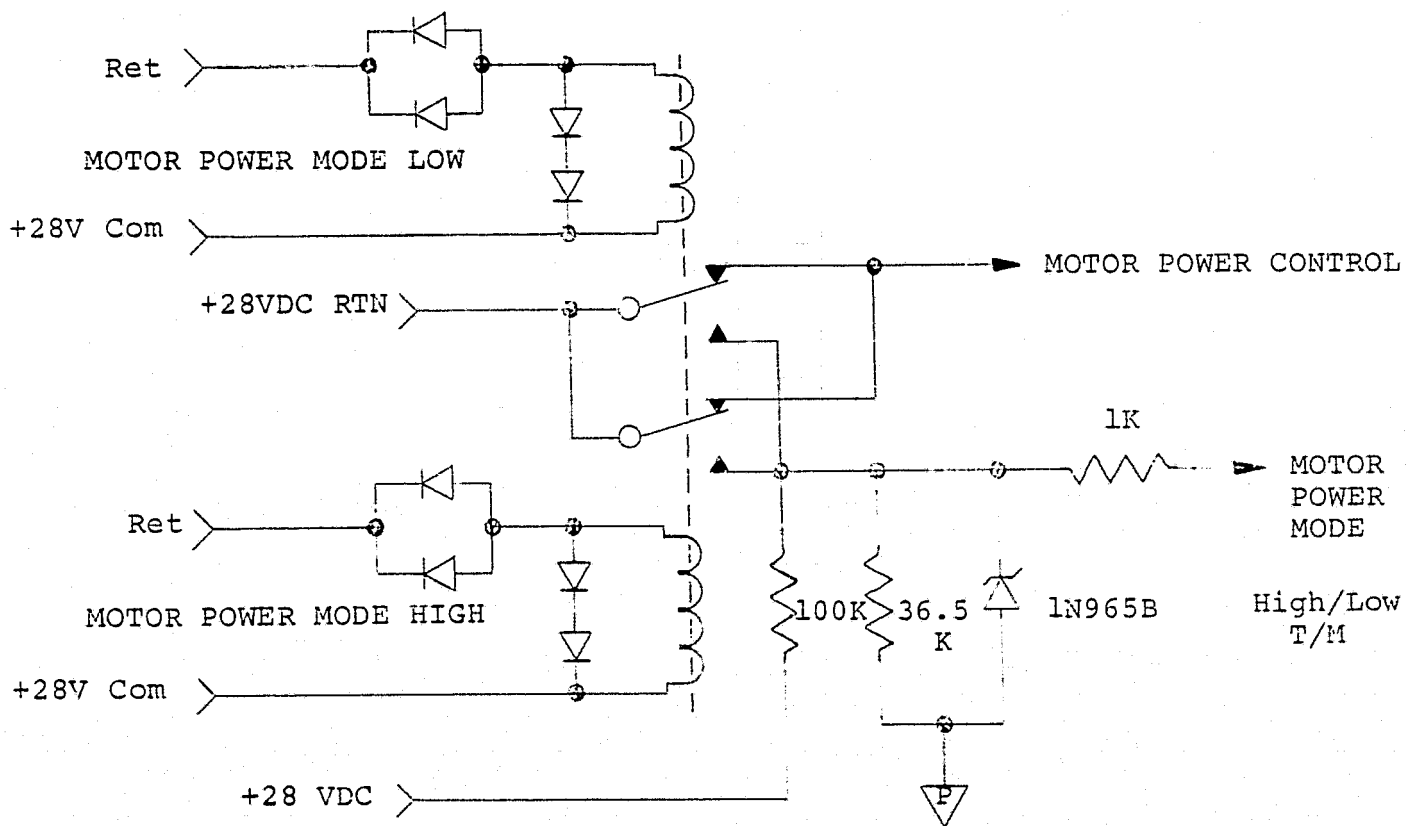 Ret
MOTOR POWER MODE LOW
+28V Com
+28VDC RTN
MOTOR POWER CONTROL
1K
MOTOR
POWER
MODE
High/Low
T/M
Ret
MOTOR POWER MODE HIGH
100K
36.5
K
1N965B
+28V Com
+28 VDC
P